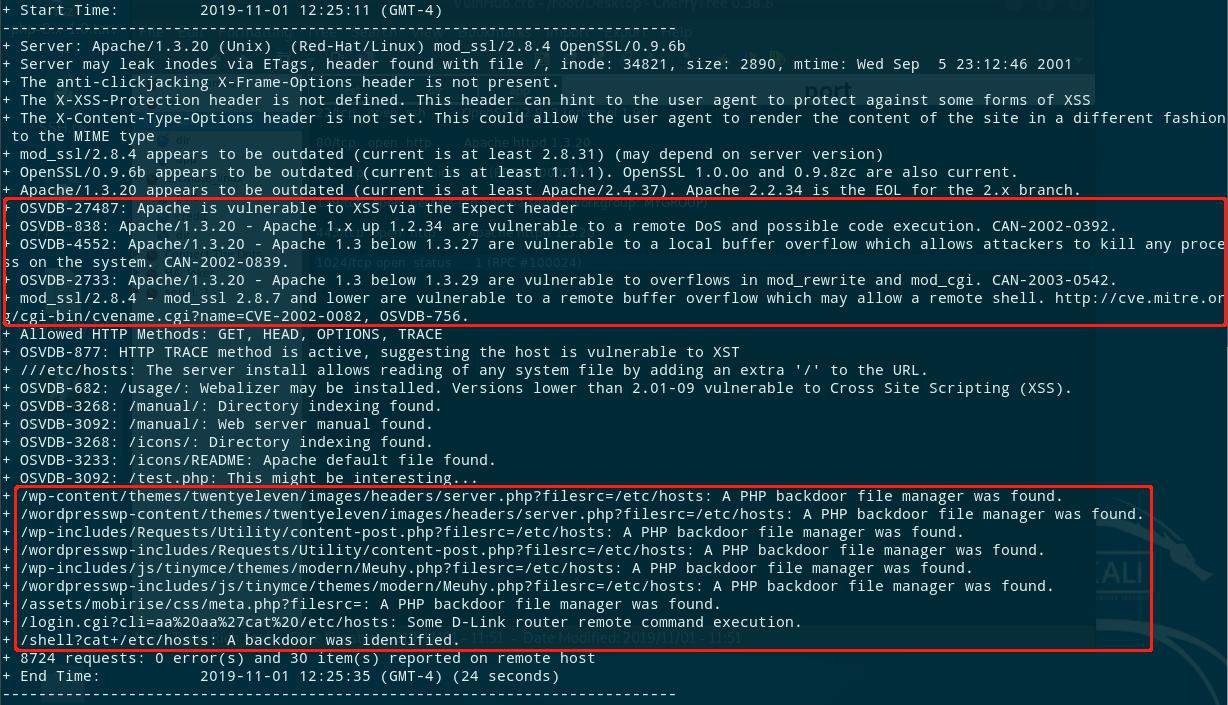 VulnHub.ctb - /root/Desktop - CherryTree 0.38.8
+ Start Time:         2019-11-01 12:25:11 (GMT-4)
---------------------------------------------------------------------------
+ Server: Apache/1.3.20 (Unix)  (Red-Hat/Linux) mod_ssl/2.8.4 OpenSSL/0.9.6b
+ Server may leak inodes via ETags, header found with file /, inode: 34821, size: 2890, mtime: Wed Sep  5 23:12:46 2001
+ The anti-clickjacking X-Frame-Options header is not present.
port
+ The X-XSS-Protection header is not defined. This header can hint to the user agent to protect against some forms of XSS
+ The X-Content-Type-Options header is not set. This could allow the user agent to render the content of the site in a different fashion
to the MIME type
+ mod_ssl/2.8.4 appears to be outdated (current is at least 2.8.31) (may depend on server version)
+ OpenSSL/0.9.6b appears to be outdated (current is at least 1.1.1). OpenSSL 1.0.0o and 0.9.8zc are also current.
+ Apache/1.3.20 appears to be outdated (current is at least Apache/2.4.37). Apache 2.2.34 is the EOL for the 2.x branch.
+ OSVDB-27487: Apache is vulnerable to XSS via the Expect header
+ OSVDB-838: Apache/1.3.20 - Apache 1.x up 1.2.34 are vulnerable to a remote DoS and possible code execution. CAN-2002-0392.
+ OSVDB-4552: Apache/1.3.20 - Apache 1.3 below 1.3.27 are vulnerable to a local buffer overflow which allows attackers to kill any proce
ss on the system. CAN-2002-0839.
1024/tcp open  status      1 (RPC #100024)
+ OSVDB-2733: Apache/1.3.20 - Apache 1.3 below 1.3.29 are vulnerable to overflows in mod_rewrite and mod_cgi. CAN-2003-0542.
+ mod_ssl/2.8.4 - mod_ssl 2.8.7 and lower are vulnerable to a remote buffer overflow which may allow a remote shell. http://cve.mitre.or
g/cgi-bin/cvename.cgi?name=CVE-2002-0082, OSVDB-756.
+ Allowed HTTP Methods: GET, HEAD, OPTIONS, TRACE
+ OSVDB-877: HTTP TRACE method is active, suggesting the host is vulnerable to XST
+ ///etc/hosts: The server install allows reading of any system file by adding an extra '/' to the URL.
+ OSVDB-682: /usage/: Webalizer may be installed. Versions lower than 2.01-09 vulnerable to Cross Site Scripting (XSS).
+ OSVDB-3268: /manual/: Directory indexing found.
+ OSVDB-3092: /manual/: Web server manual found.
+ OSVDB-3268: /icons/: Directory indexing found.
+ OSVDB-3233: /icons/README: Apache default file found.
+ OSVDB-3092: /test.php: This might be interesting...
+ /wp-content/themes/twentyeleven/images/headers/server.php?filesrc=/etc/hosts: A PHP backdoor file manager was found.
+ /wordpresswp-content/themes/twentyeleven/images/headers/server.php?filesrc=/etc/hosts: A PHP backdoor file manager was found.
+ /wp-includes/Requests/Utility/content-post.php?filesrc=/etc/hosts: A PHP backdoor file manager was found.
+ /wordpresswp-includes/Requests/Utility/content-post.php?filesrc=/etc/hosts: A PHP backdoor file manager was found.
+ /wp-includes/js/tinymce/themes/modern/Meuhy.php?filesrc=/etc/hosts: A PHP backdoor file manager was found.
KALI
+ /wordpresswp-includes/js/tinymce/themes/modern/Meuhy.php?filesrc=/etc/hosts: A PHP backdoor file manager was found.
+ /assets/mobirise/css/meta.php?filesrc=: A PHP backdoor file manager was found.
+ /login.cgi?cli=aa%20aa%27cat%20/etc/hosts: Some D-Link router remote command execution.
+ /shell?cat+/etc/hosts: A backdoor was identified.
11:51  -  Date Modified: 2019/11/01 - 11:51
+ 8724 requests: 0 error(s) and 30 item(s) reported on remote host
+ End Time:           2019-11-01 12:25:35 (GMT-4) (24 seconds)
---------------------------------------------------------------------------